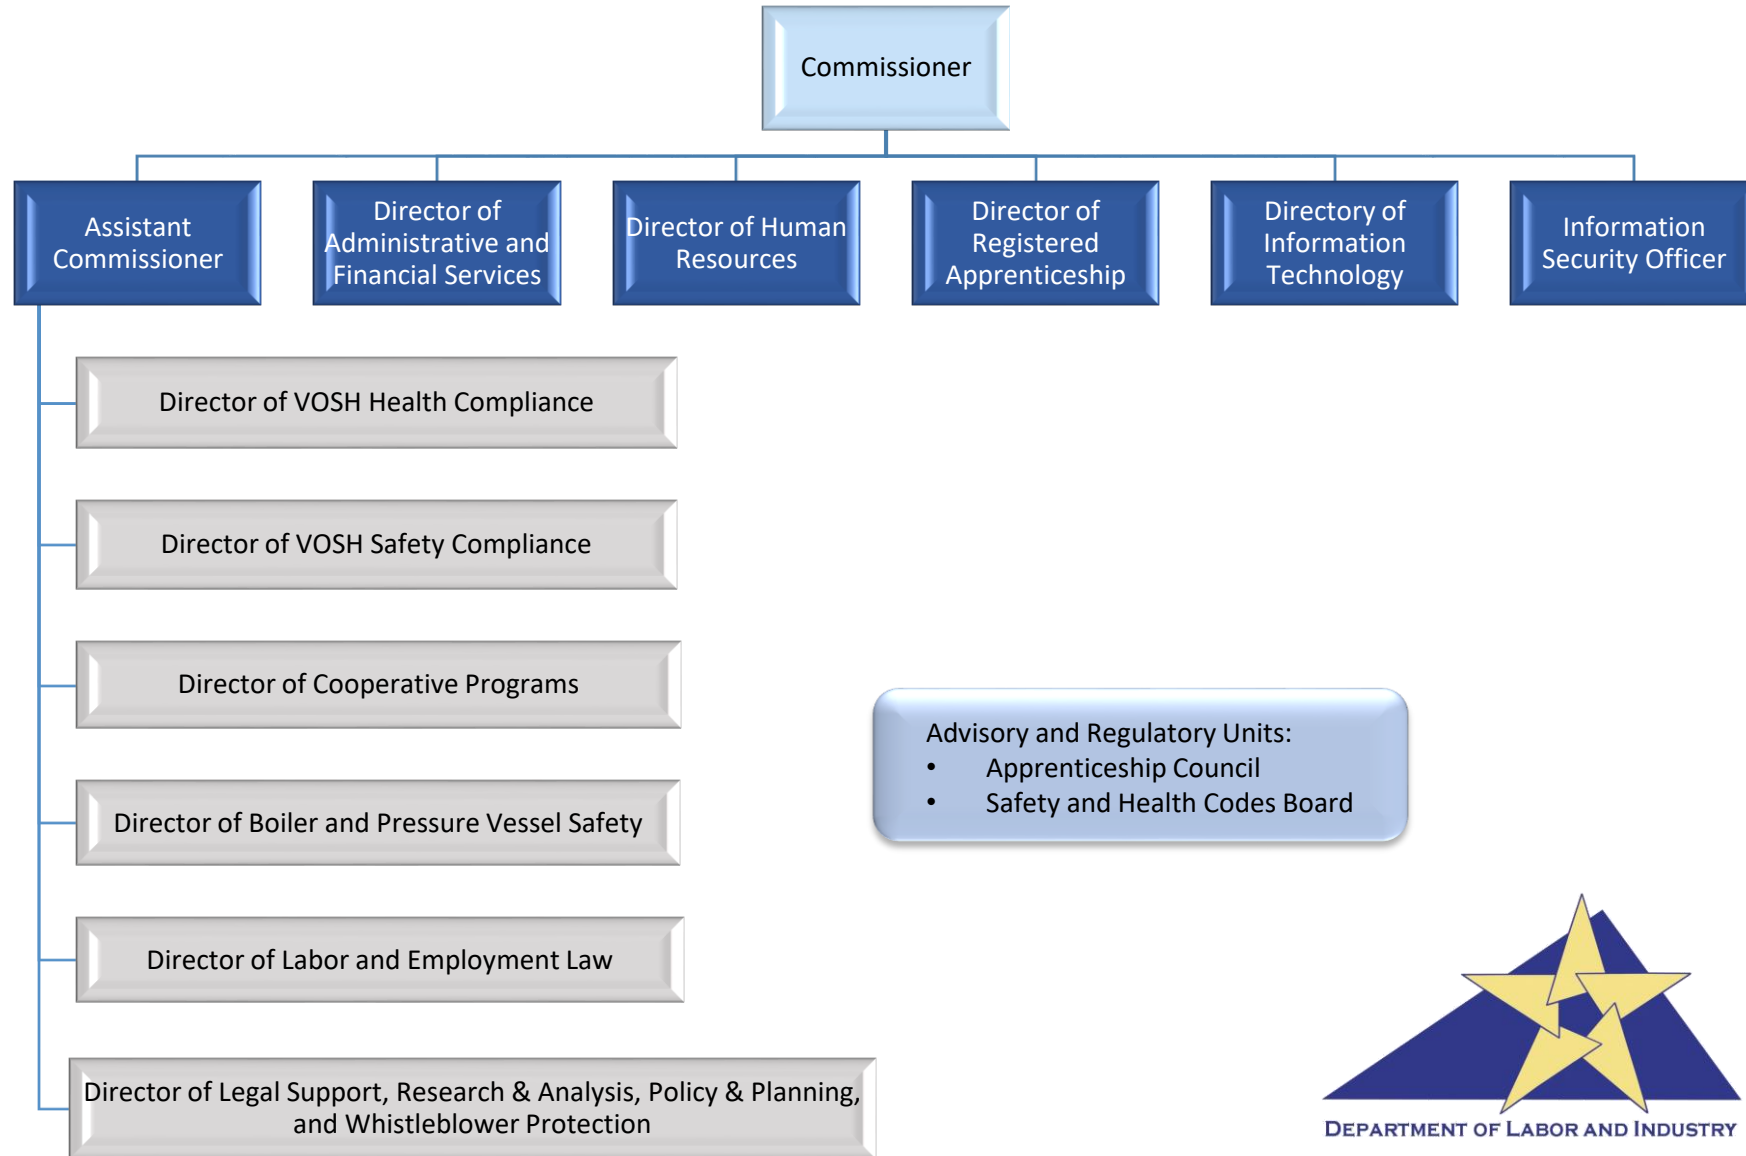 Commissioner
Assistant
Commissioner
Director of
Administrative and
Financial Services
Director of Human
Resources
Director of
Registered
Apprenticeship
Directory of
Information
Technology
Information
Security Officer
Director of VOSH Health Compliance
Director of VOSH Safety Compliance
Director of Cooperative Programs
Director of Boiler and Pressure Vessel Safety
Director of Labor and Employment Law
Director of Legal Support, Research & Analysis, Policy & Planning,
and Whistleblower Protection
Advisory and Regulatory Units:
• Apprenticeship Council
• Safety and Health Codes Board
DEPARTMENT OF LABOR AND INDUSTRY